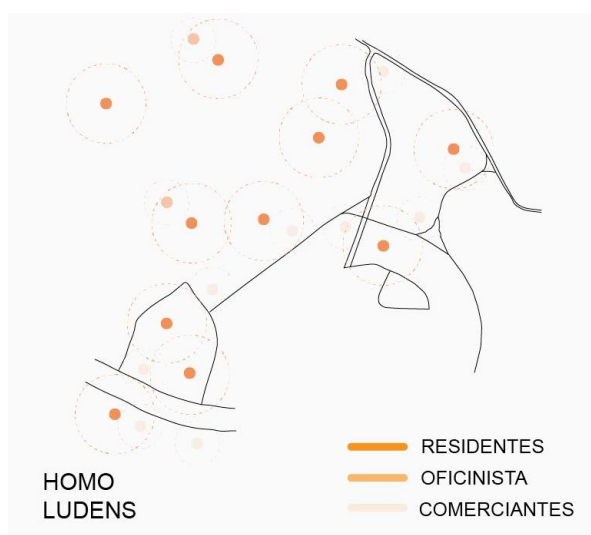 HOMO
LUDENS
RESIDENTES
OFICINISTA
COMERCIANTES